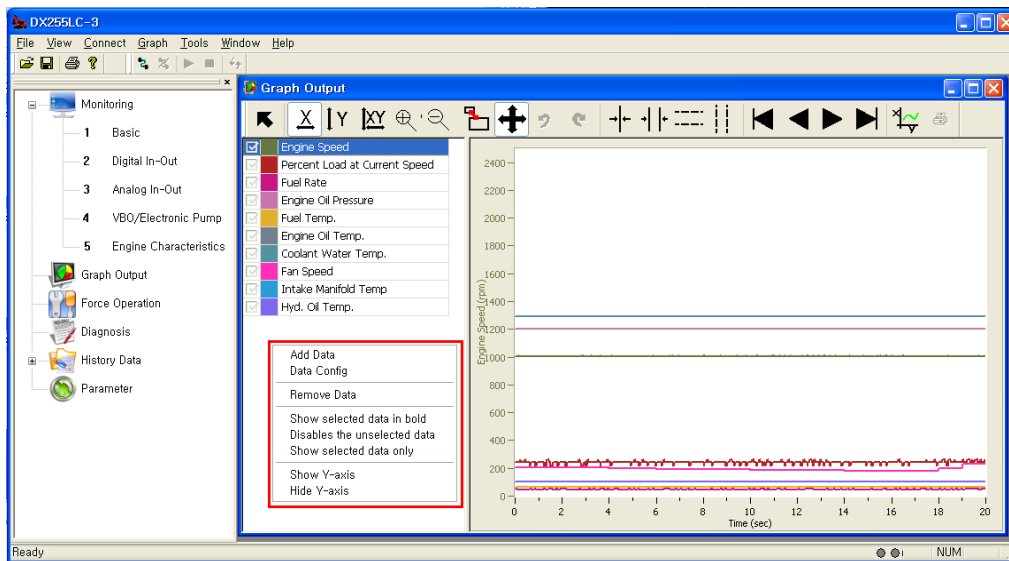 DX255LC-3
File View Connect Graph Tools Window Help
Monitoring
1 Basic
2 Digital In-Out
3 Analog In-Out
4 VBO/Electronic Pump
5 Engine Characteristics
Graph Output
Force Operation
Diagnosis
History Data
Parameter
Graph Output
X Y XY
Engine Speed
Percent Load at Current Speed
Fuel Rate
Engine Oil Pressure
Fuel Temp.
Engine Oil Temp.
Coolant Water Temp.
Fan Speed
Intake Manifold Temp
Hyd. Oil Temp.
Add Data
Data Config
Remove Data
Show selected data in bold
Disables the unselected data
Show selected data only
Show Y-axis
Hide Y-axis
Engine Speed (rpm)
2400
2200
2000
1800
1600
1400
1200
1000
800
600
400
200
0
0 2 4 6 8 10 12 14 16 18 20
Time (sec)
Ready
NUM